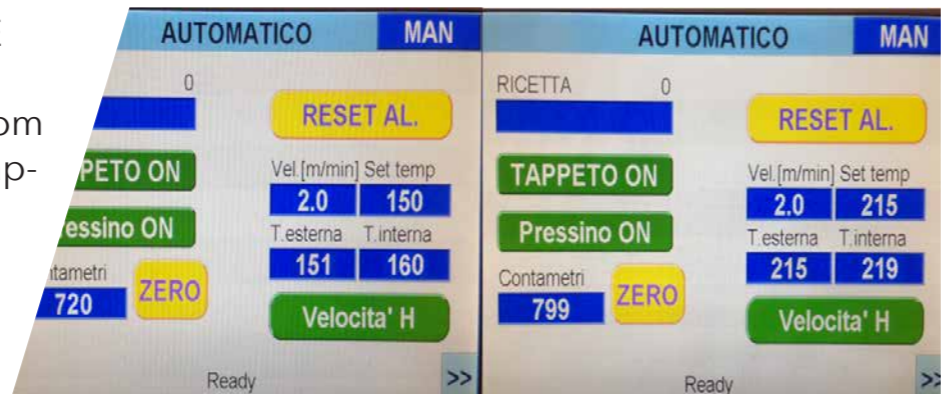 om
p-
AUTOMATICO MAN
0
RESET AL.
PETO ON
Vel.[m/min] Set temp
2.0 150
essino ON
T.esterna T.interna
151 160
ntametri
720 ZERO
Velocita' H
Ready >>
AUTOMATICO MAN
RICETTA 0
RESET AL.
TAPPETO ON
Vel.[m/min] Set temp
2.0 215
Pressino ON
T.esterna T.interna
215 219
Contametri
799 ZERO
Velocita' H
Ready >>